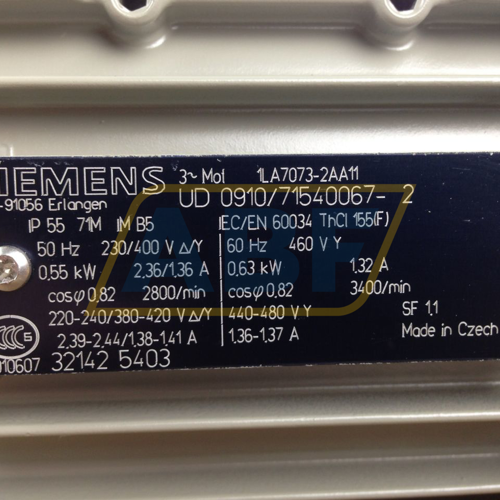 SIEMENS 3~ Mot 1LA7073-2AA11
-91056 Erlangen UD 0910/71540067- 2
IP 55 71M IM B5 IEC/EN 60034 ThCl 155(F)
50 Hz 230/400 V Δ/Y 60 Hz 460 V Y
0,55 kW 2,36/1,36 A 0,63 kW 1,32 A
cosφ 0,82 2800/min cosφ 0,82 3400/min
220-240/380-420 V Δ/Y 440-480 V Y SF 1,1
2,39-2,44/1,38-1,41 A 1,36-1,37 A Made in Czech
CCC S
010607 32142 5403
ABF